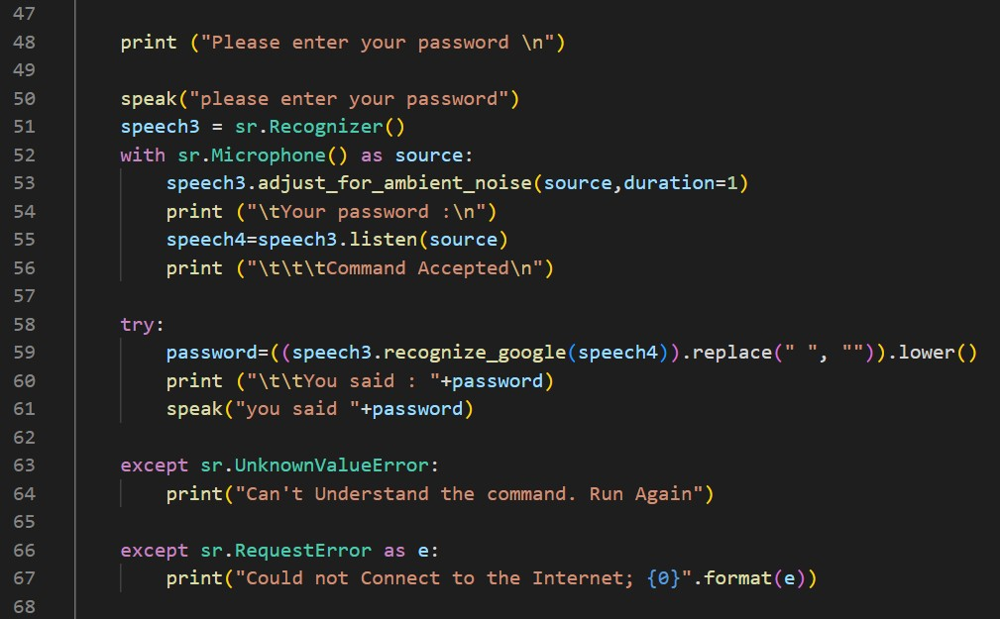 47
48 print ("Please enter your password \n")
49
50 speak("please enter your password")
51 speech3 = sr.Recognizer()
52 with sr.Microphone() as source:
53     speech3.adjust_for_ambient_noise(source,duration=1)
54     print ("\tYour password :\n")
55     speech4=speech3.listen(source)
56     print ("\t\t\tCommand Accepted\n")
57
58 try:
59     password=((speech3.recognize_google(speech4)).replace(" ", "")).lower()
60     print ("\t\tYou said : "+password)
61     speak("you said "+password)
62
63 except sr.UnknownValueError:
64     print("Can't Understand the command. Run Again")
65
66 except sr.RequestError as e:
67     print("Could not Connect to the Internet; {0}".format(e))
68